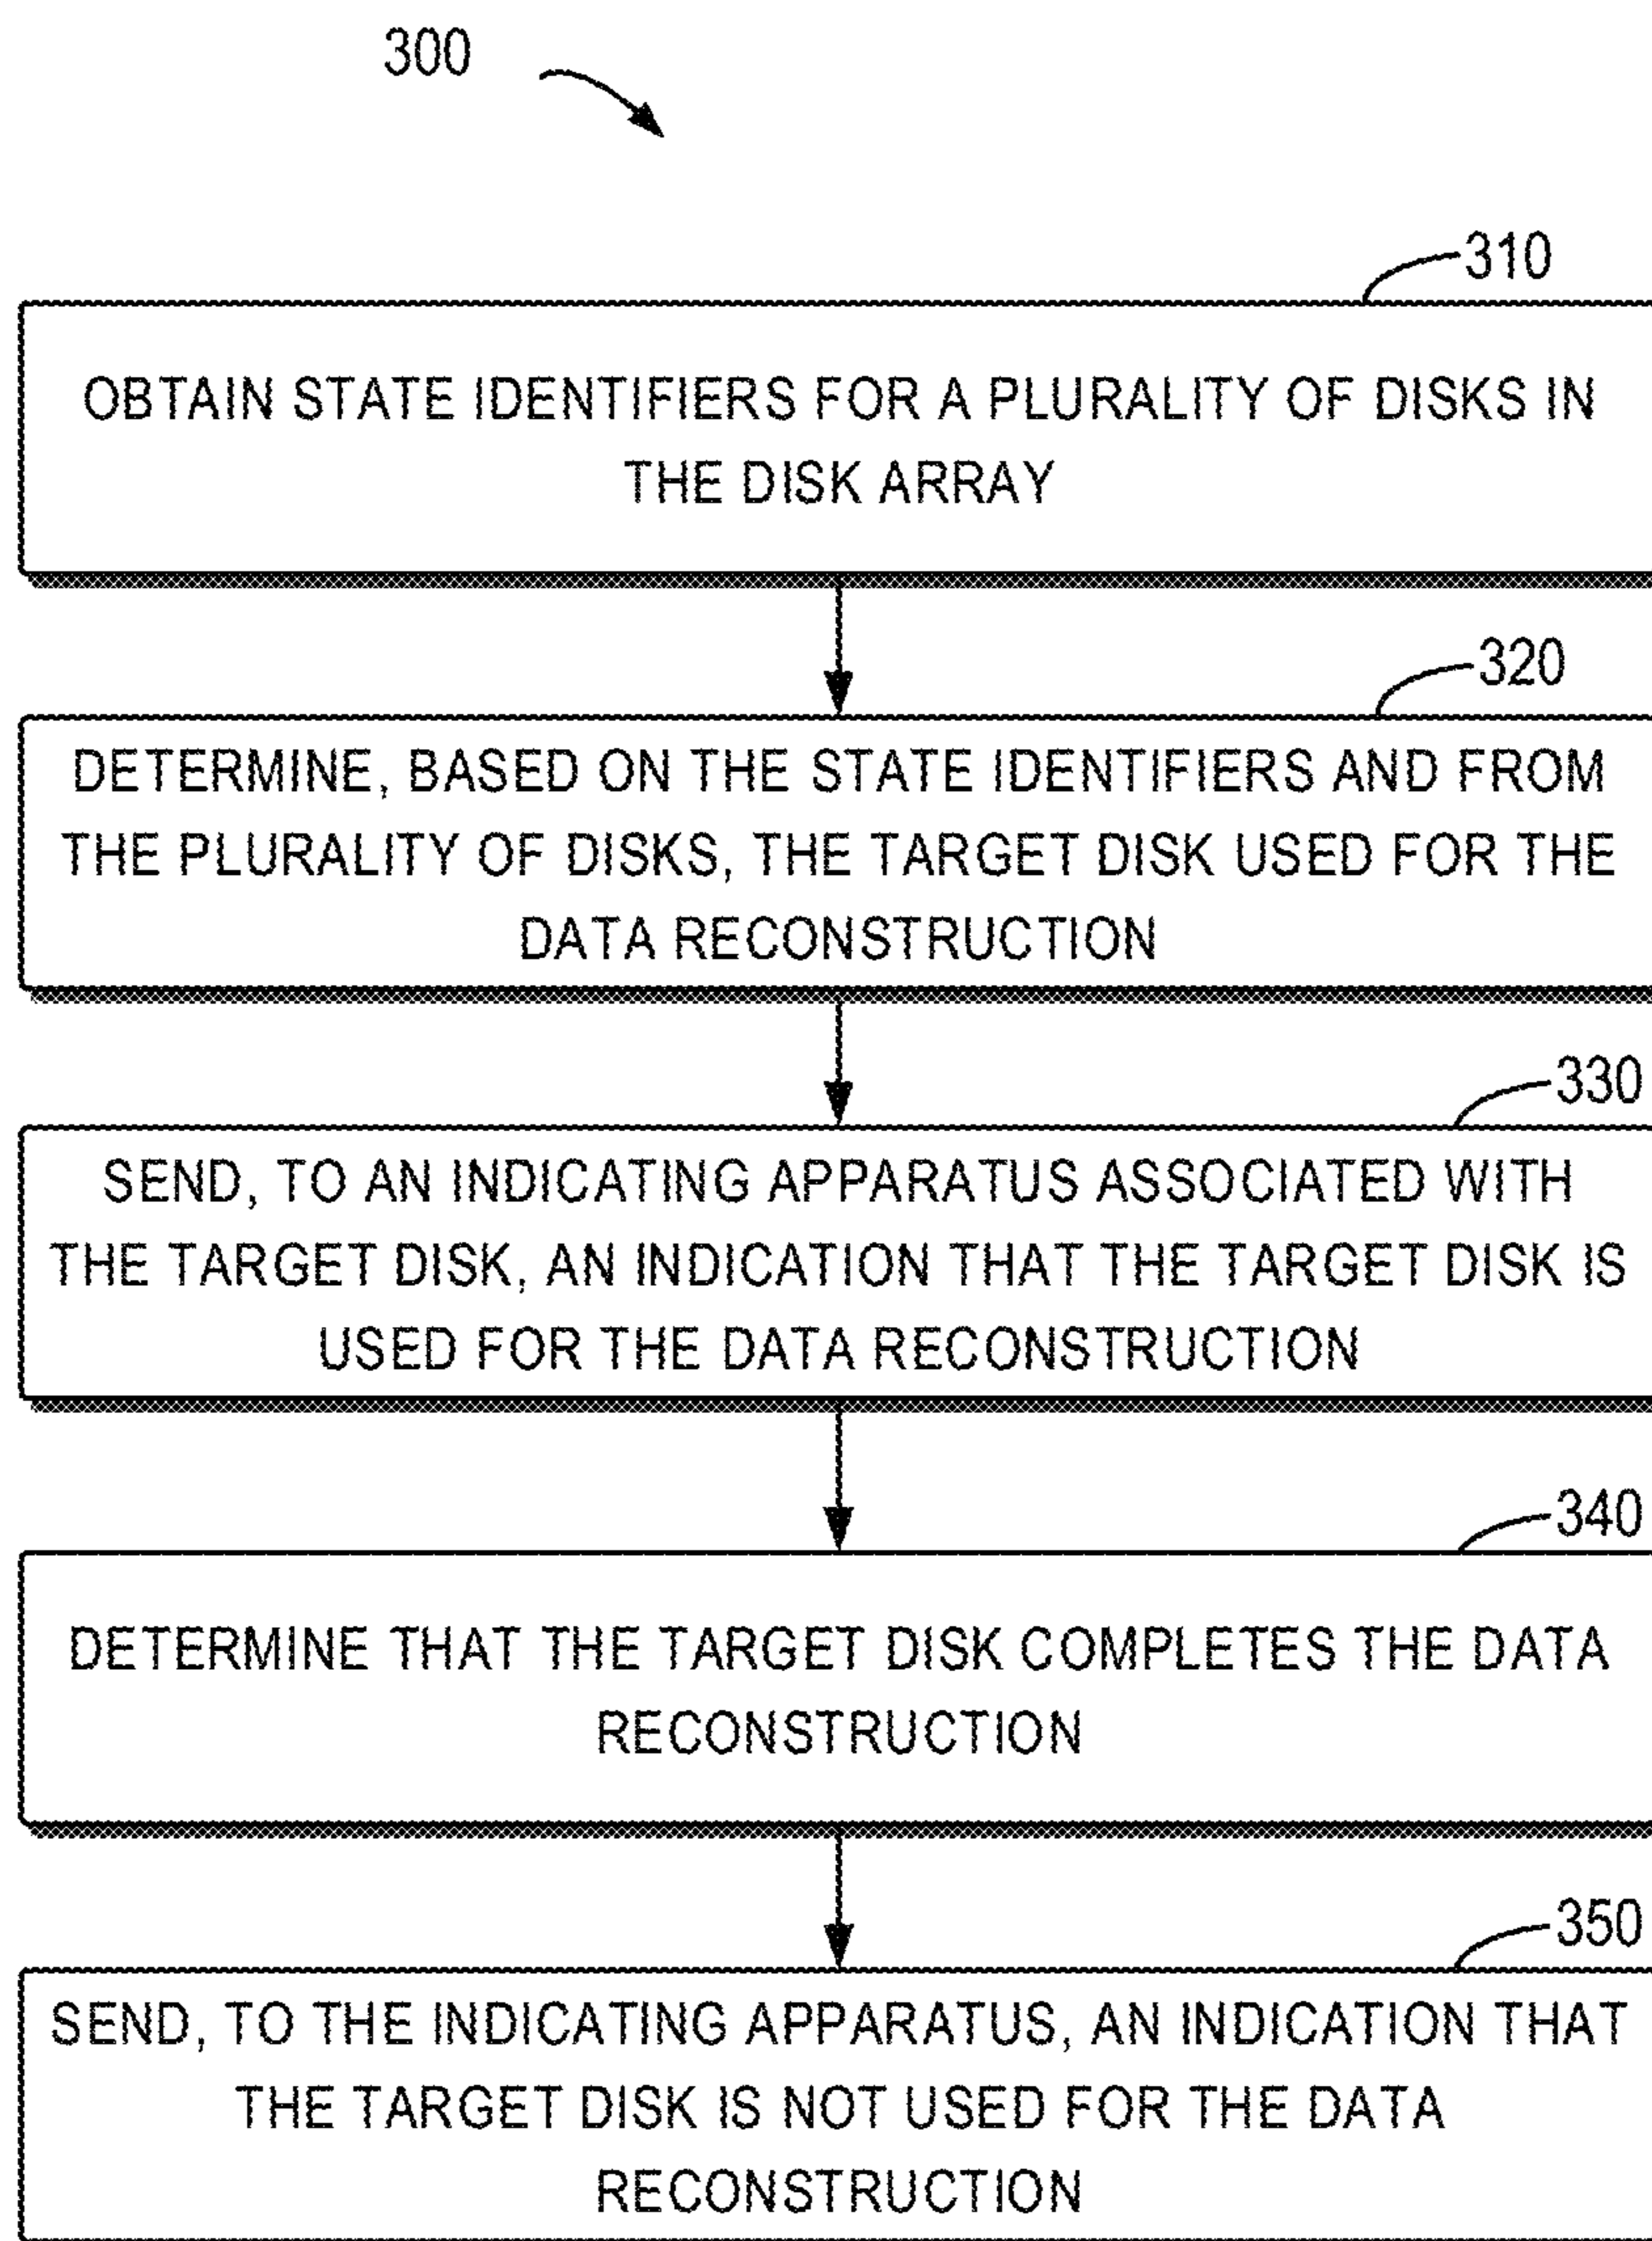 300
310
OBTAIN STATE IDENTIFIERS FOR A PLURALITY OF DISKS IN
THE DISK ARRAY
320
DETERMINE, BASED ON THE STATE IDENTIFIERS AND FROM
THE PLURALITY OF DISKS, THE TARGET DISK USED FOR THE
DATA RECONSTRUCTION
330
SEND, TO AN INDICATING APPARATUS ASSOCIATED WITH
THE TARGET DISK, AN INDICATION THAT THE TARGET DISK IS
USED FOR THE DATA RECONSTRUCTION
340
DETERMINE THAT THE TARGET DISK COMPLETES THE DATA
RECONSTRUCTION
350
SEND, TO THE INDICATING APPARATUS, AN INDICATION THAT
THE TARGET DISK IS NOT USED FOR THE DATA
RECONSTRUCTION